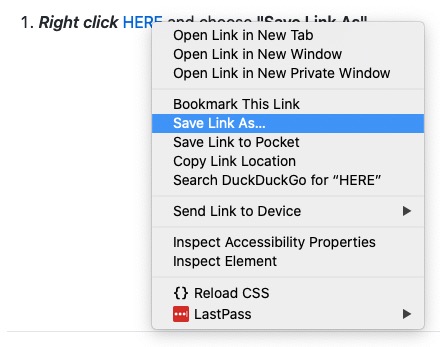 1. Right click HERE and choose "Save Link As"
Open Link in New Tab
Open Link in New Window
Open Link in New Private Window
Bookmark This Link
Save Link As...
Save Link to Pocket
Copy Link Location
Search DuckDuckGo for “HERE”
Send Link to Device
Inspect Accessibility Properties
Inspect Element
{} Reload CSS
LastPass